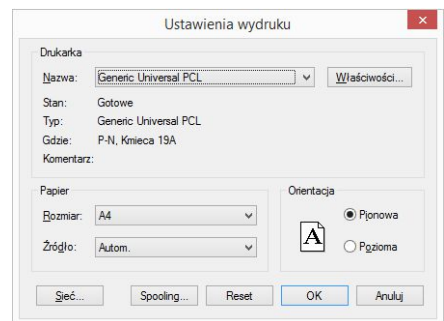 Ustawienia wydruku
Drukarka
Nazwa: Generic Universal PCL Właściwości...
Stan: Gotowe
Typ: Generic Universal PCL
Gdzie: P-N, Kmieca 19A
Komentarz:
Papier
Rozmiar: A4
Źródło: Autom.
Orientacja
A
Pionowa
Pozioma
Sieć... Spooling... Reset OK Anuluj